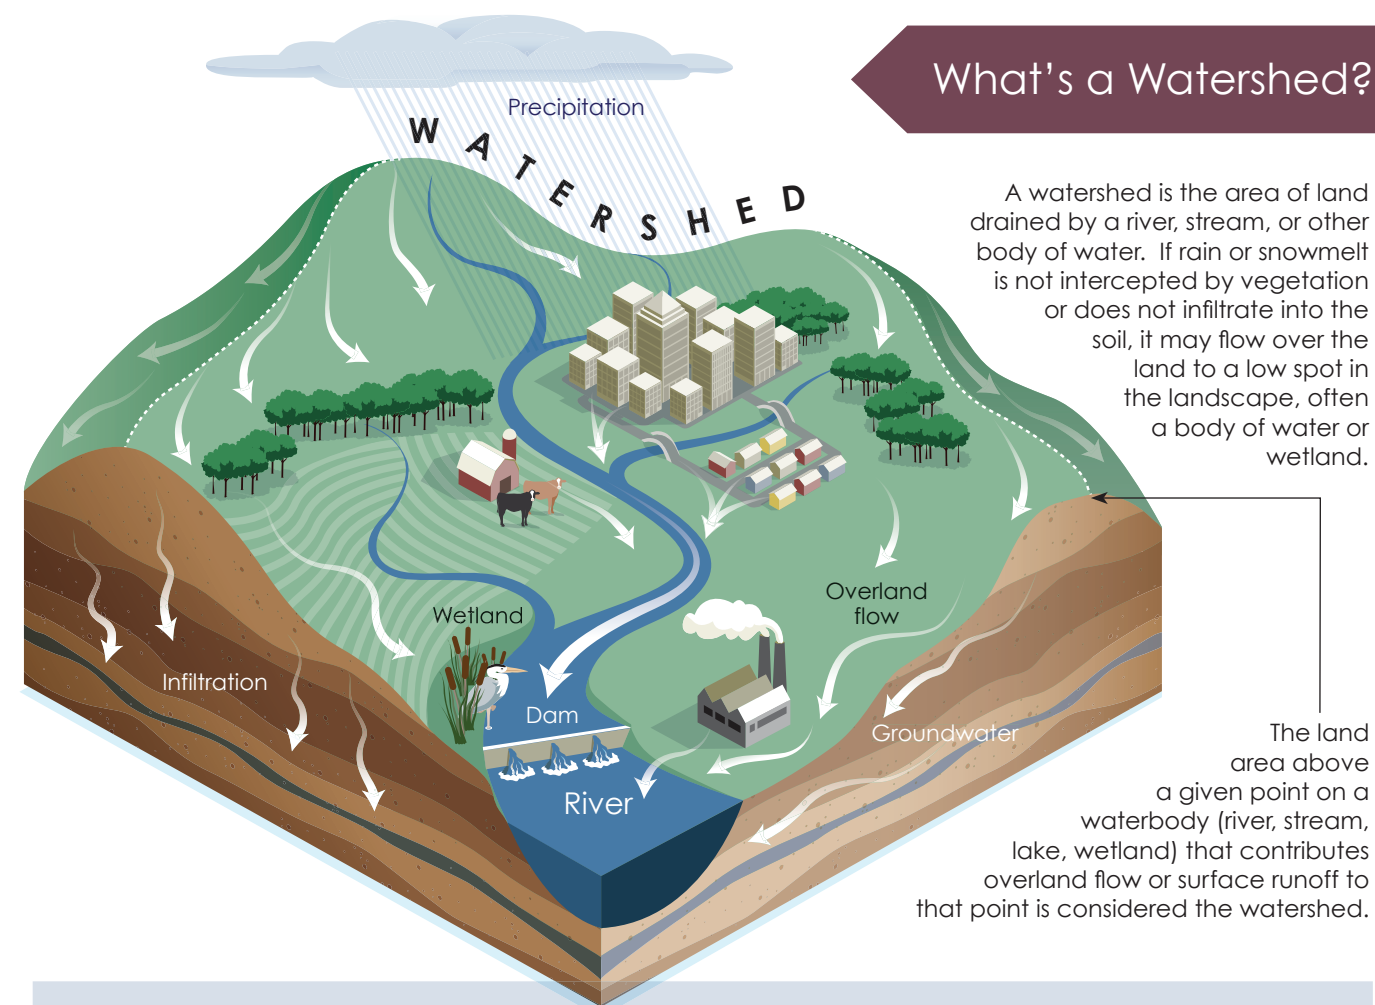 What's a Watershed?
Precipitation
WATERSHED
A watershed is the area of land
drained by a river, stream, or other
body of water.  If rain or snowmelt
is not intercepted by vegetation
or does not infiltrate into the
soil, it may flow over the
land to a low spot in
the landscape, often
a body of water or
wetland.
Overland
flow
Wetland
Infiltration
Dam
Groundwater
River
The land
area above
a given point on a
waterbody (river, stream,
lake, wetland) that contributes
overland flow or surface runoff to
that point is considered the watershed.